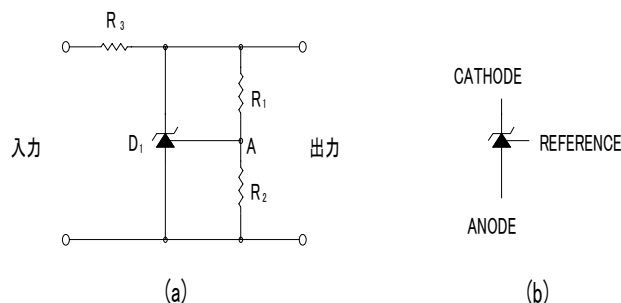 R3
CATHODE
R1
入力
D1
A
出力
REFERENCE
R2
ANODE
(a)
(b)